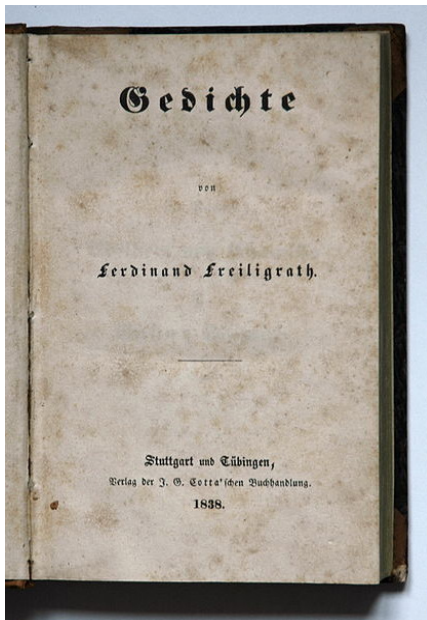 Gedichte
von
Ferdinand Freiligrath.
Stuttgart und Tübingen,
Verlag der J. G. Cotta'schen Buchhandlung.
1838.